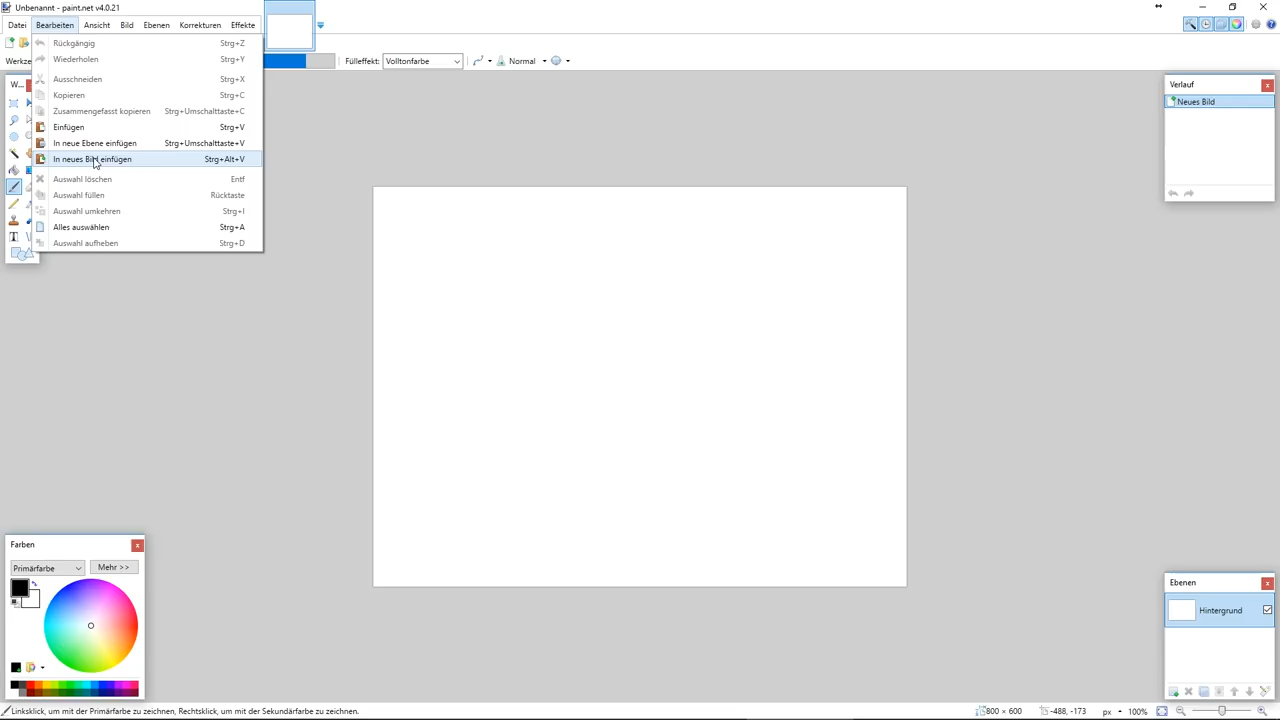 Unbenannt - paint.net v4.0.21
Datei Bearbeiten Ansicht Bild Ebenen Korrekturen Effekte
Füleffekt: Volltonfarbe Normal
Rückgängig Strg+Z
Wiederholen Strg+Y
Ausschneiden Strg+X
Kopieren Strg+C
Zusammengefasst kopieren Strg+Umschalttaste+C
Einfügen Strg+V
In neue Ebene einfügen Strg+Umschalttaste+V
In neues Bild einfügen Strg+Alt+V
Auswahl löschen Entf
Auswahl füllen Rücktaste
Auswahl umkehren Strg+I
Alles auswählen Strg+A
Auswahl aufheben Strg+D
Werkze
W...
Verlauf
Neues Bild
Farben
Primärfarbe Mehr >>
Ebenen
Hintergrund
Linksklick, um mit der Primärfarbe zu zeichnen, Rechtsklick, um mit der Sekundärfarbe zu zeichnen.
800 × 600 -488, -173 px 100%